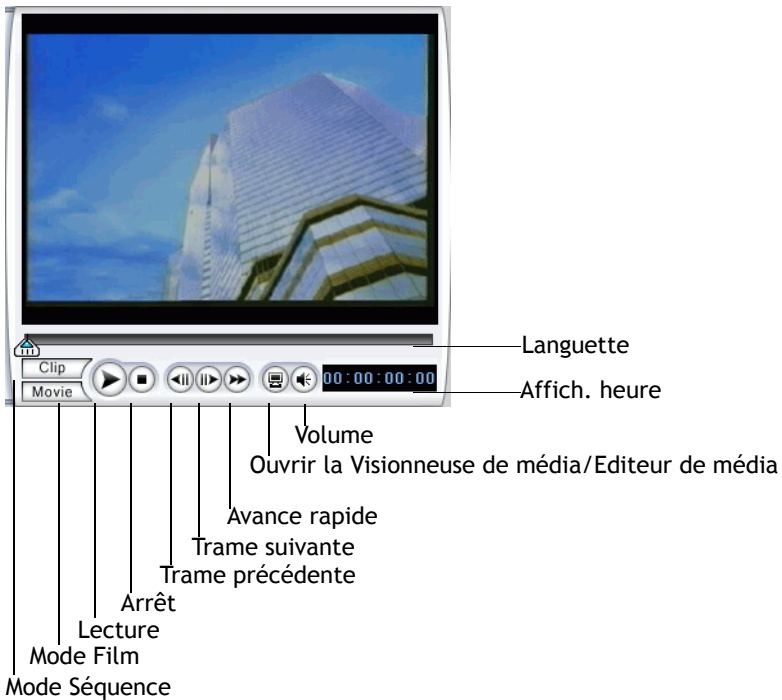 Languette
Clip
00:00:00:00
Affich. heure
Movie
Volume
Ouvrir la Visionneuse de média/Editeur de média
Avance rapide
Trame suivante
Trame précédente
Arrêt
Lecture
Mode Film
Mode Séquence